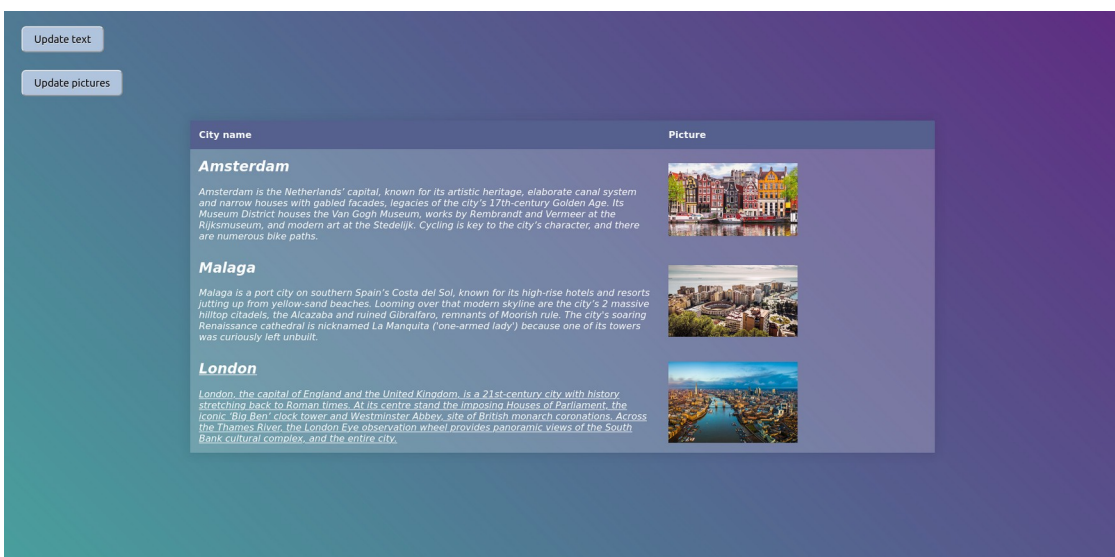 Update text
Update pictures
City name Picture
Amsterdam
Amsterdam is the Netherlands’ capital, known for its artistic heritage, elaborate canal system
and narrow houses with gabled facades, legacies of the city’s 17th-century Golden Age. Its
Museum District houses the Van Gogh Museum, works by Rembrandt and Vermeer at the
Rijksmuseum, and modern art at the Stedelijk. Cycling is key to the city’s character, and there
are numerous bike paths.
Malaga
Malaga is a port city on southern Spain’s Costa del Sol, known for its high-rise hotels and resorts
jutting up from yellow-sand beaches. Looming over that modern skyline are the city’s 2 massive
hilltop citadels, the Alcazaba and ruined Gibralfaro, remnants of Moorish rule. The city's soaring
Renaissance cathedral is nicknamed La Manquita ('one-armed lady') because one of its towers
was curiously left unbuilt.
London
London, the capital of England and the United Kingdom, is a 21st-century city with history
stretching back to Roman times. At its centre stand the imposing Houses of Parliament, the
iconic ‘Big Ben’ clock tower and Westminster Abbey, site of British monarch coronations. Across
the Thames River, the London Eye observation wheel provides panoramic views of the South
Bank cultural complex, and the entire city.